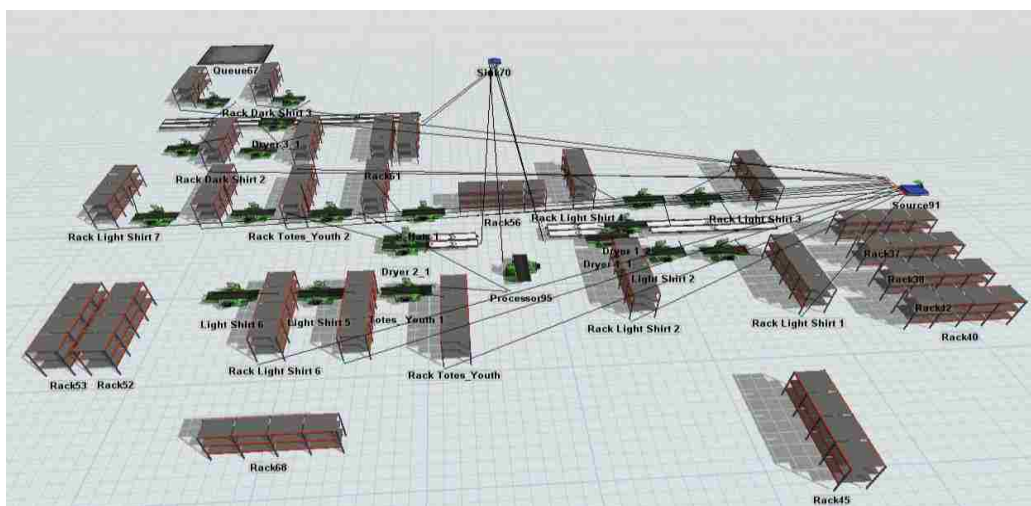 Queue67
Sink70
Rack Dark Shirt 3
Dryer 3_1
Rack Dark Shirt 2
Rack61
Source91
Rack Light Shirt 7
Rack Totes_Youth 2
Rack56
Rack Light Shirt 4
Rack Light Shirt 3
Rack37
Dryer 2_1
Dryer 1_2
Light Shirt 2
Rack38
Processor95
Light Shirt 6
Light Shirt 5
Totes_Youth 1
Rack Light Shirt 2
Rack Light Shirt 1
Rack40
Rack53
Rack52
Rack Light Shirt 6
Rack Totes_Youth
Rack68
Rack45